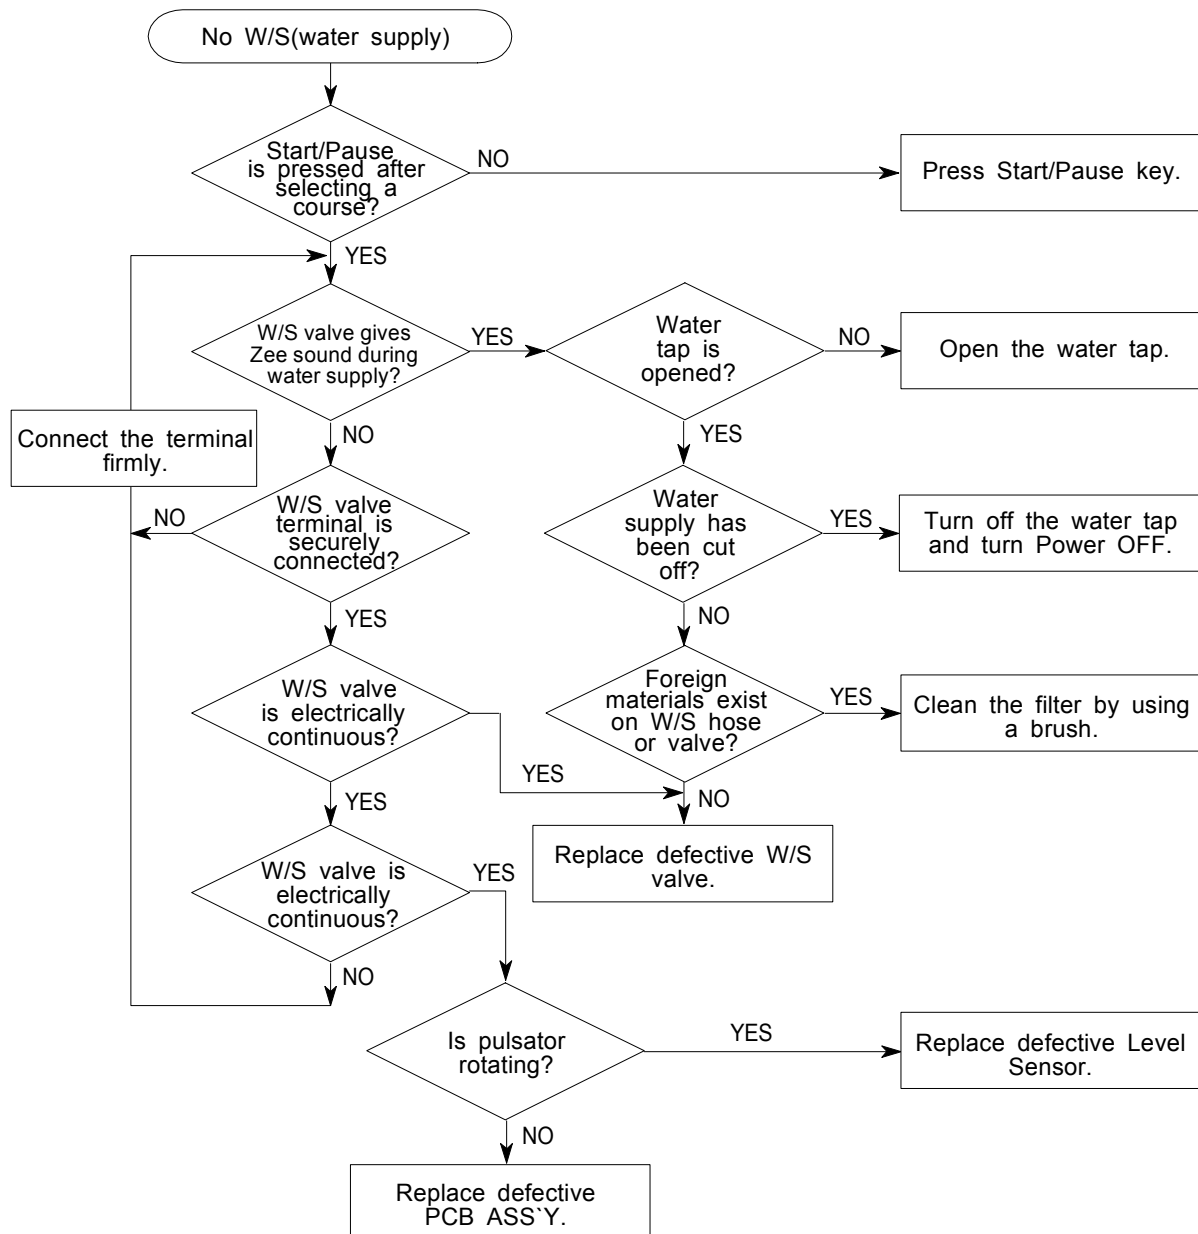 No W/S(water supply)
Start/Pause
is pressed after
selecting a
course?
NO
Press Start/Pause key.
YES
W/S valve gives
Zee sound during
water supply?
YES
Water
tap is
opened?
NO
Open the water tap.
Connect the terminal
firmly.
NO
YES
NO
W/S valve
terminal is
securely
connected?
Water
supply has
been cut
off?
YES
Turn off the water tap
and turn Power OFF.
YES
NO
W/S valve
is electrically
continuous?
Foreign
materials exist
on W/S hose
or valve?
YES
Clean the filter by using
a brush.
YES
YES
NO
W/S valve is
electrically
continuous?
YES
Replace defective W/S
valve.
NO
Is pulsator
rotating?
YES
Replace defective Level
Sensor.
NO
Replace defective
PCB ASS`Y.